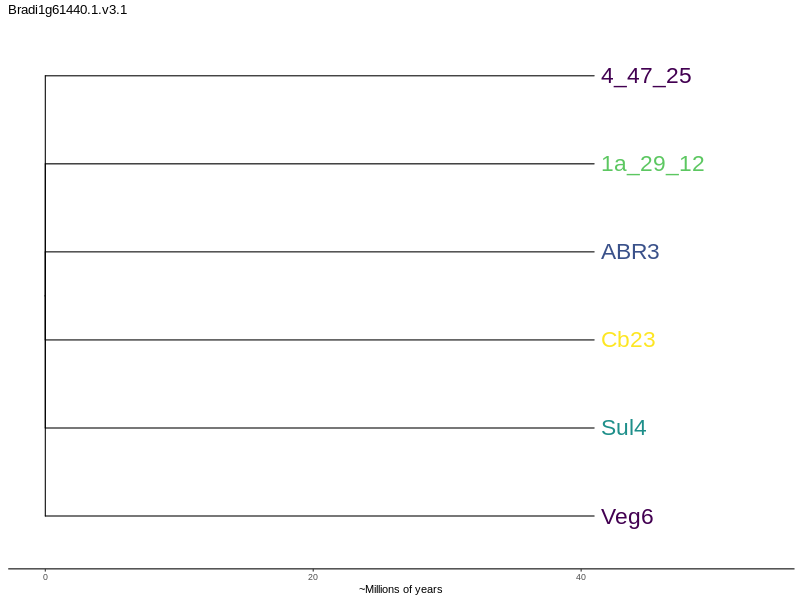 Bradi1g61440.1.v3.1
4_47_25
1a_29_12
ABR3
Cb23
Sul4
Veg6
0 20 40
~Millions of years